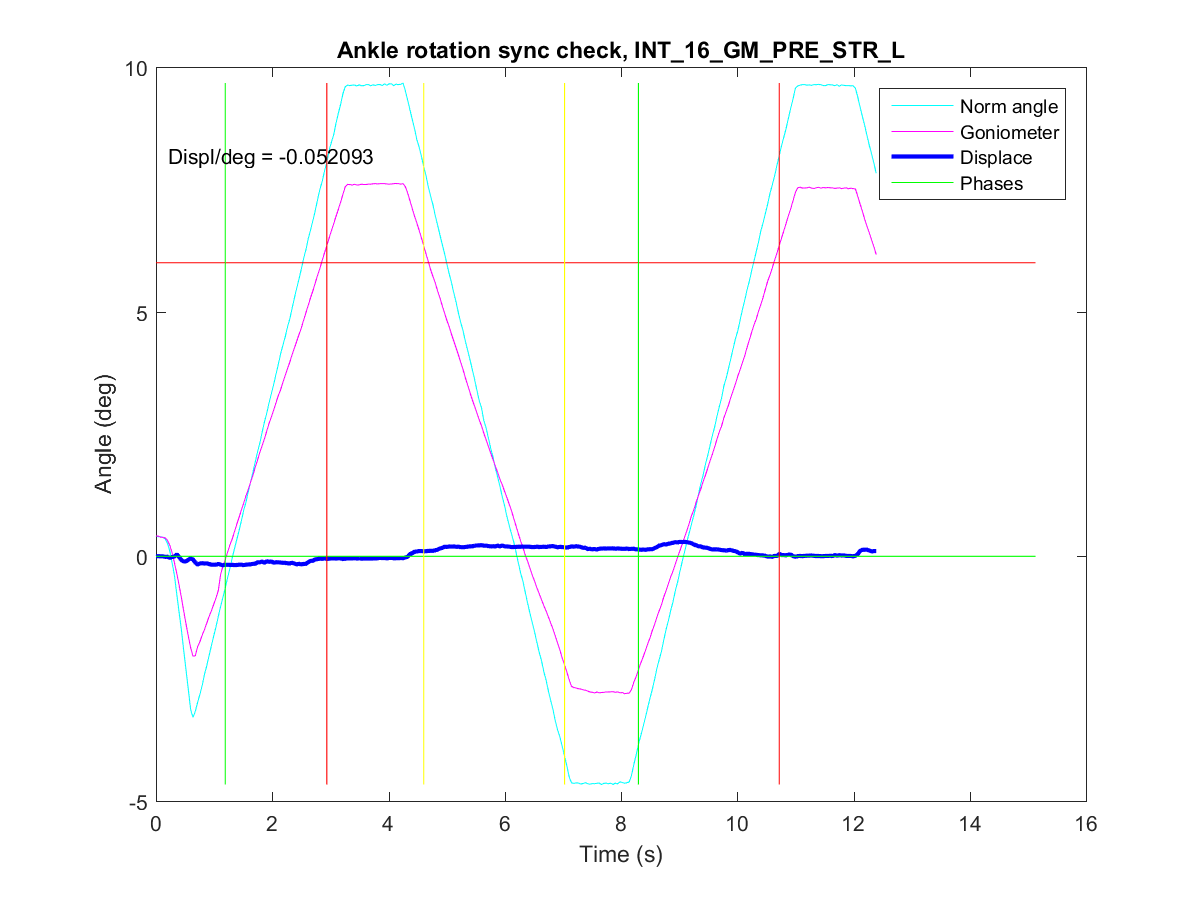 Ankle rotation sync check, INT_16_GM_PRE_STR_L
10
5
0
-5
Angle (deg)
Displ/deg = -0.052093
Norm angle
Goniometer
Displace
Phases
0 2 4 6 8 10 12 14 16
Time (s)